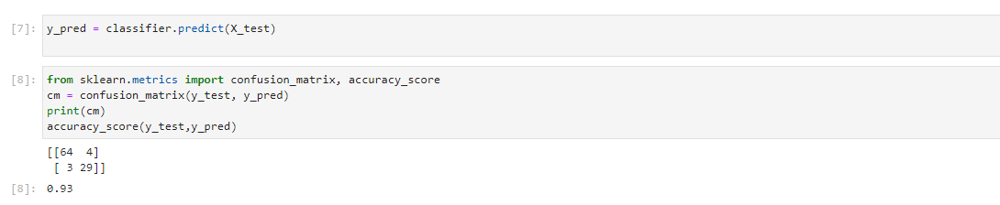 [7]: y_pred = classifier.predict(X_test)
[8]: from sklearn.metrics import confusion_matrix, accuracy_score
cm = confusion_matrix(y_test, y_pred)
print(cm)
accuracy_score(y_test,y_pred)
[[64  4]
 [ 3 29]]
[8]: 0.93